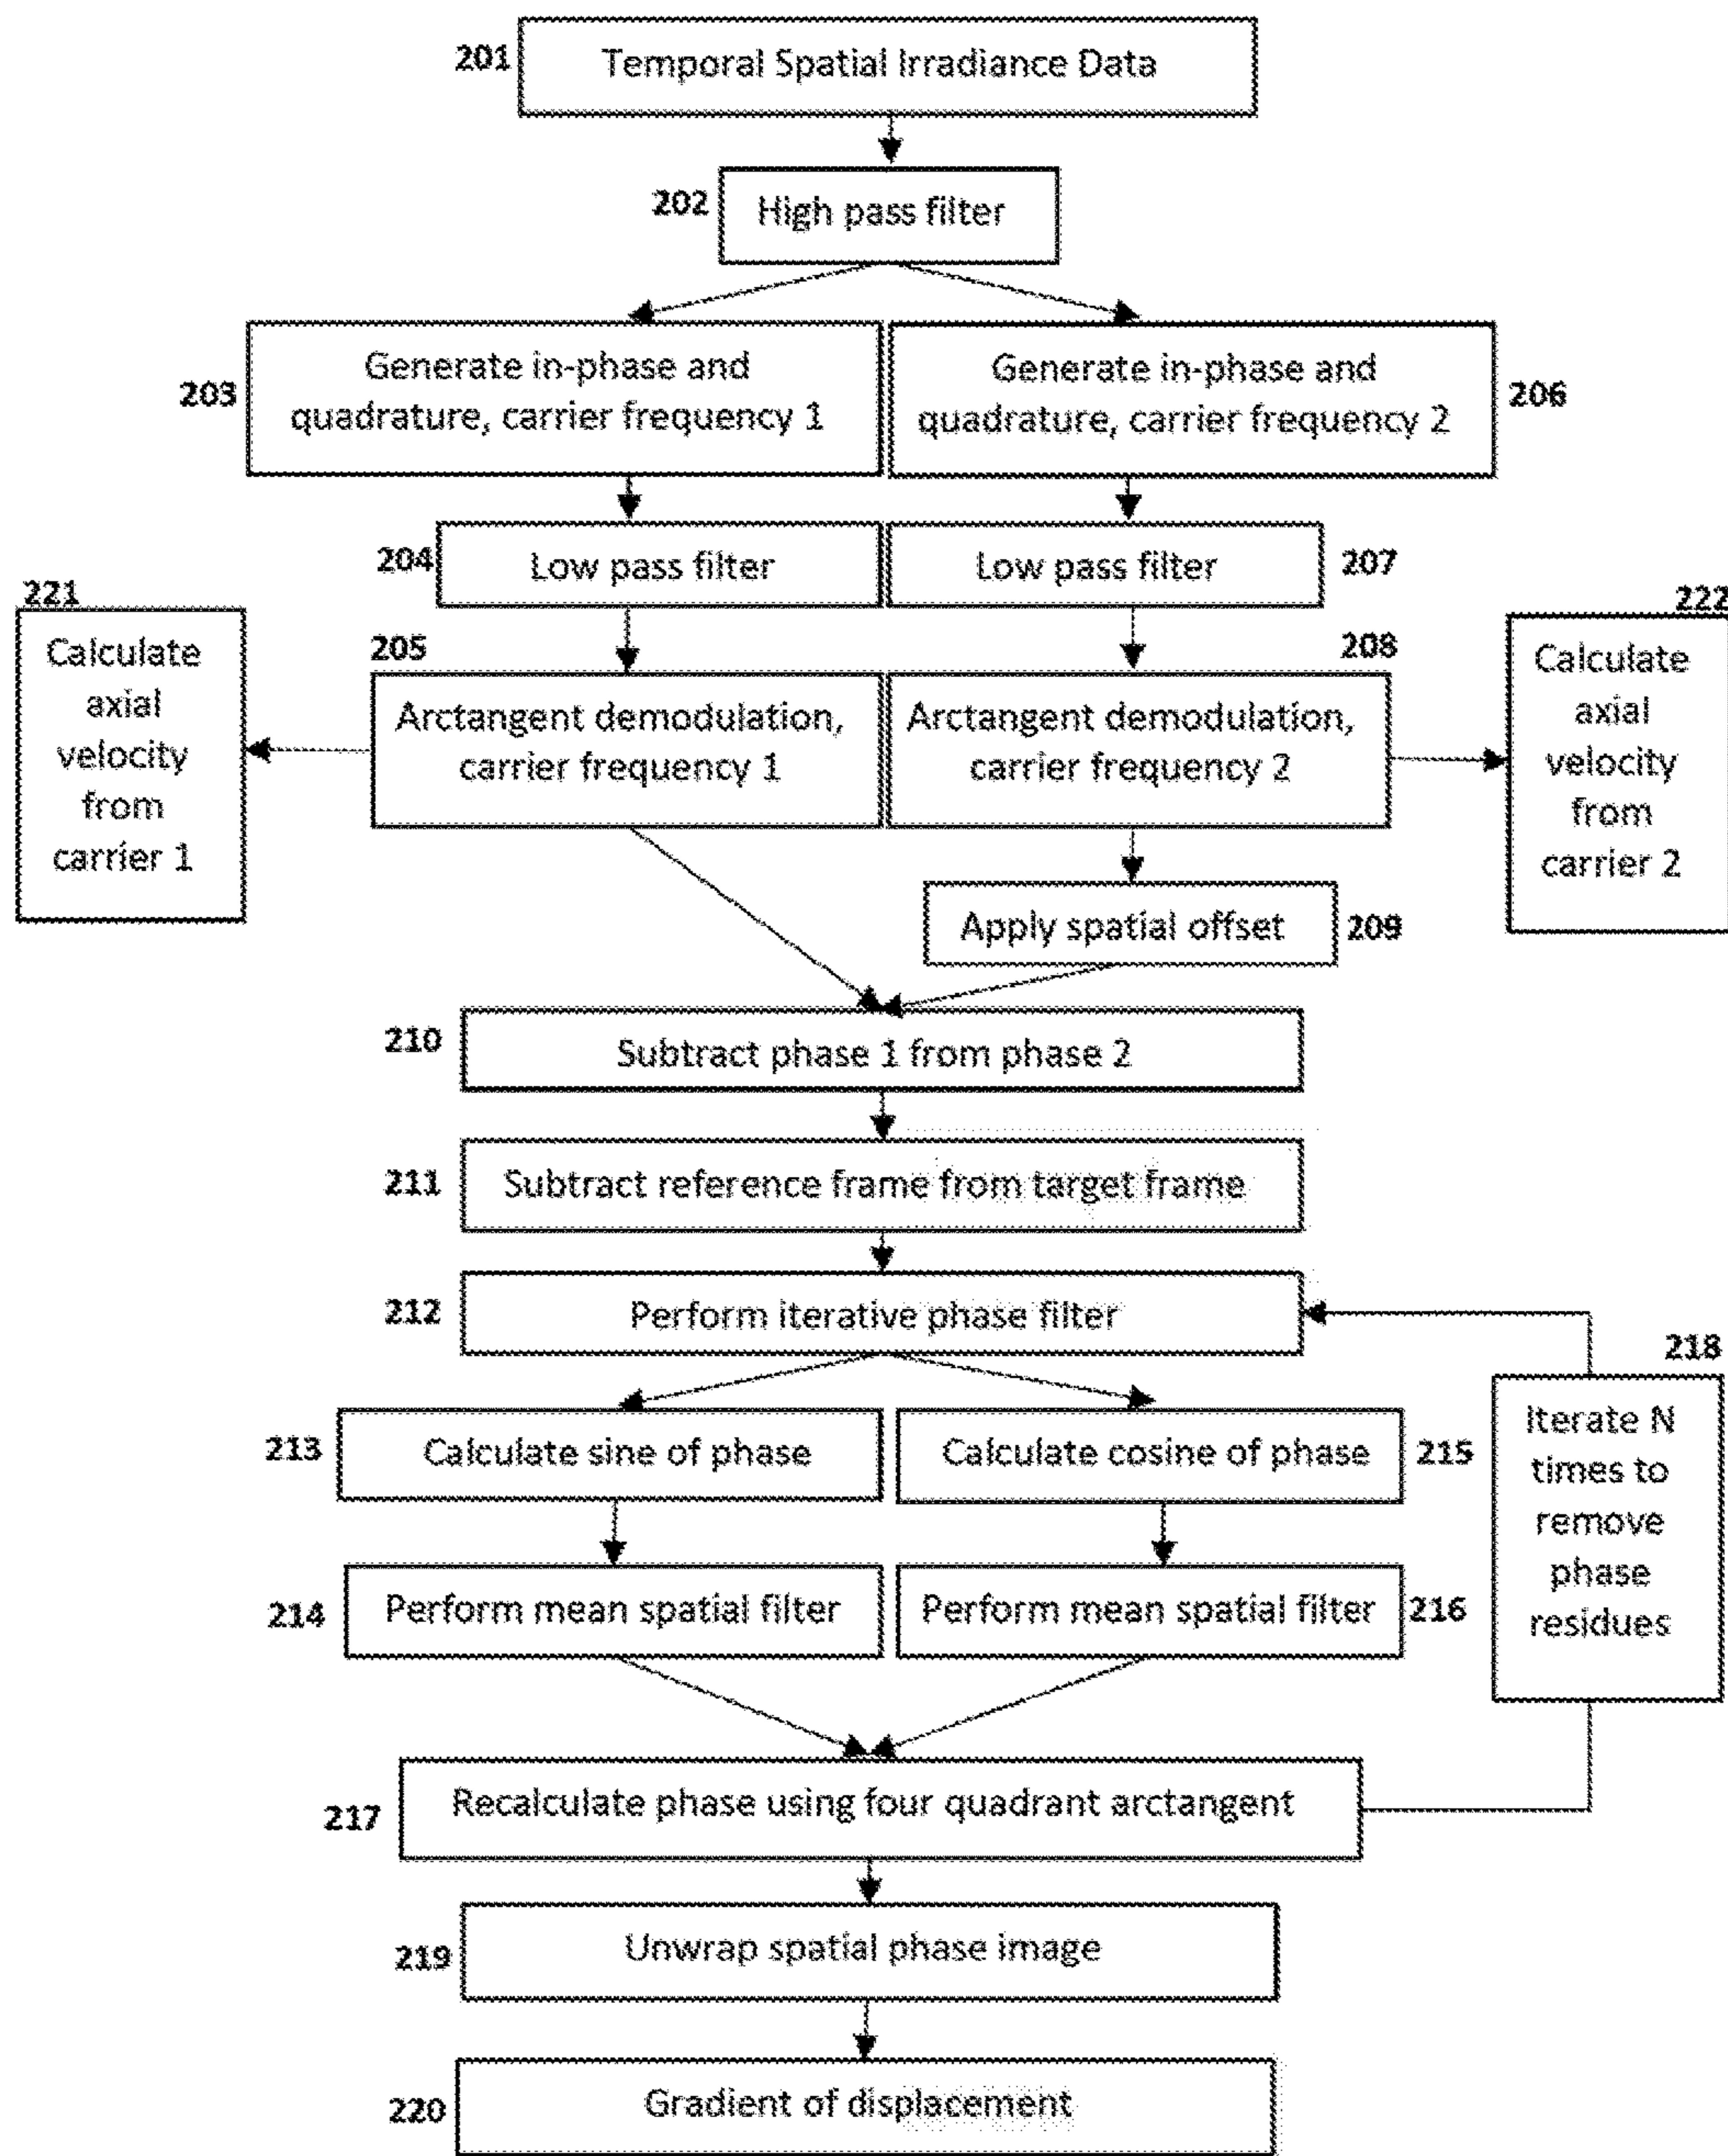 201
Temporal Spatial Irradiance Data
202
High pass filter
203
Generate in-phase and
quadrature, carrier frequency 1
Generate in-phase and
quadrature, carrier frequency 2
206
204
Low pass filter
Low pass filter
207
221
Calculate
axial
velocity
from
carrier 1
205
Arctangent demodulation,
carrier frequency 1
208
Arctangent demodulation,
carrier frequency 2
222
Calculate
axial
velocity
from
carrier 2
Apply spatial offset
209
210
Subtract phase 1 from phase 2
211
Subtract reference frame from target frame
212
Perform iterative phase filter
218
Iterate N
times to
remove
phase
residues
213
Calculate sine of phase
Calculate cosine of phase
215
214
Perform mean spatial filter
Perform mean spatial filter
216
217
Recalculate phase using four quadrant arctangent
219
Unwrap spatial phase image
220
Gradient of displacement